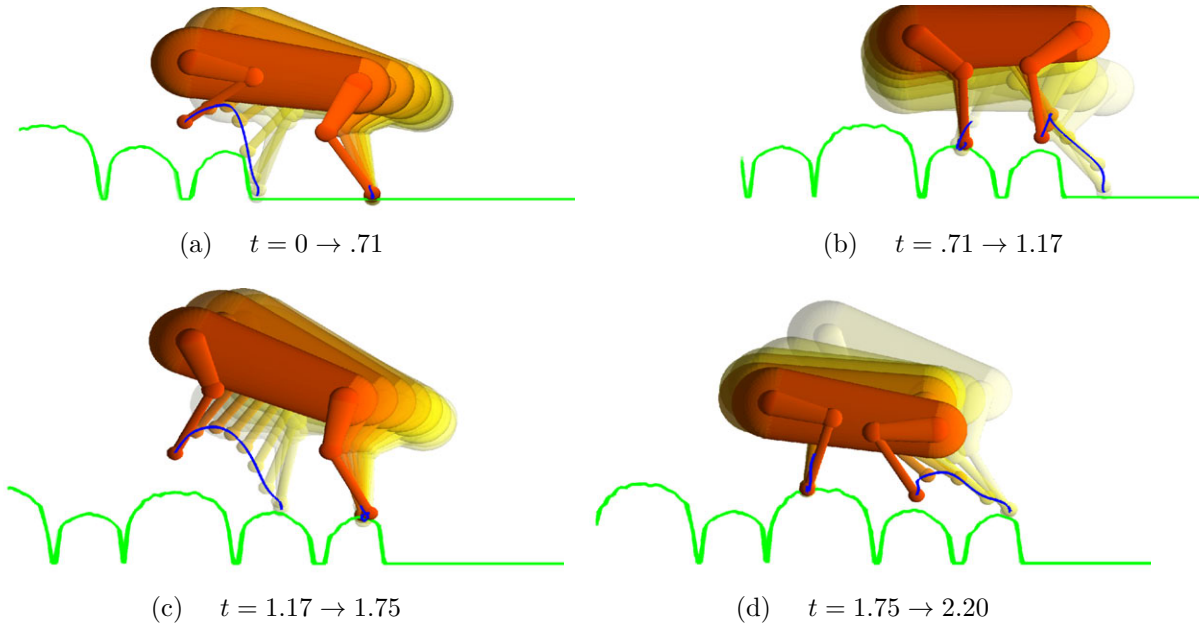 (a) t = 0 → .71
(b) t = .71 → 1.17
(c) t = 1.17 → 1.75
(d) t = 1.75 → 2.20